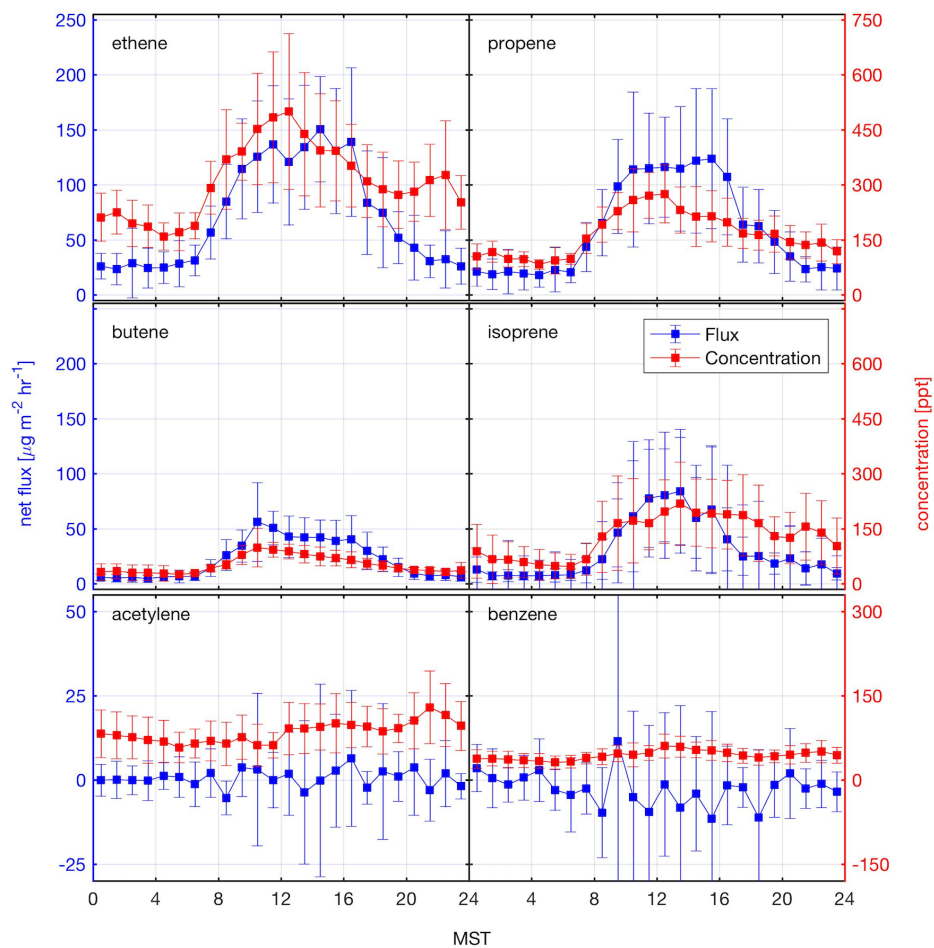 250
200
150
100
50
0
ethene
propene
750
600
450
300
150
0
200
150
100
50
0
butene
isoprene
Flux
Concentration
600
450
300
150
0
net flux [µg m-2 hr-1]
concentration [ppt]
50
25
0
-25
acetylene
benzene
300
150
0
-150
0 4 8 12 16 20 24 4 8 12 16 20 24
MST